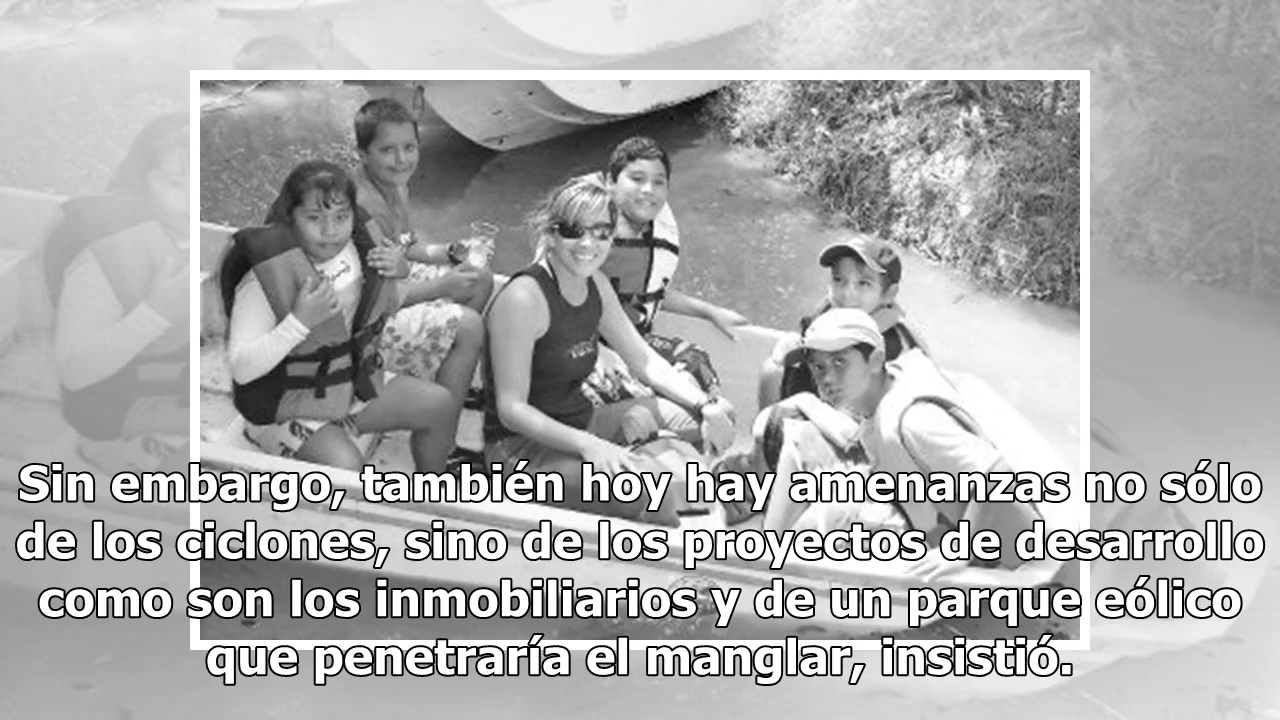 Sin embargo, también hoy hay amenanzas no sólo
de los ciclones, sino de los proyectos de desarrollo
como son los inmobiliarios y de un parque eólico
que penetraría el manglar, insistió.